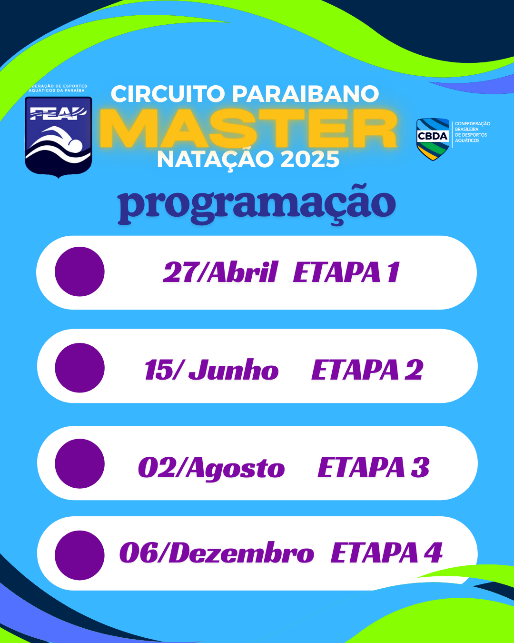 FEDERAÇÃO DE ESPORTES
AQUÁTICOS DA PARAÍBA
FEAP
CIRCUITO PARAIBANO
MASTER
NATAÇÃO 2025
CBDA
CONFEDERAÇÃO
BRASILEIRA
DE DESPORTOS
AQUÁTICOS
programação
27/Abril ETAPA 1
15/ Junho ETAPA 2
02/Agosto ETAPA 3
06/Dezembro ETAPA 4